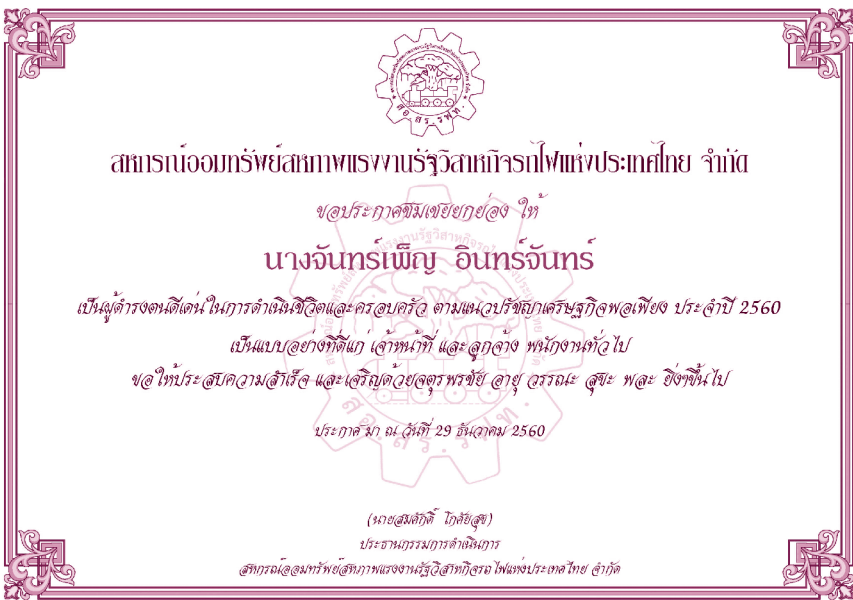 สอ.สร.รฟท.
สหกรณ์ออมทรัพย์สหภาพแรงงานรัฐวิสาหกิจรถไฟแห่งประเทศไทย จำกัด
ขอประกาศชมเชยยกย่อง ให้
นางจันทร์เพ็ญ อินทร์จันทร์
เป็นผู้ดำรงตนดีเด่นในการดำเนินชีวิตและครอบครัว ตามแนวปรัชญาเศรษฐกิจพอเพียง ประจำปี 2560
เป็นแบบอย่างที่ดีแก่ เจ้าหน้าที่ และลูกจ้าง พนักงานทั่วไป
ขอให้ประสบความสำเร็จ และเจริญด้วยจตุรพรชัย อายุ วรรณะ สุขะ พละ ยิ่งๆขึ้นไป
สอ.สร.รฟท.
ประกาศ มา ณ วันที่ 29 ธันวาคม 2560
(นายสมศักดิ์ โกศัยสุข)
ประธานกรรมการดำเนินการ
สหกรณ์ออมทรัพย์สหภาพแรงงานรัฐวิสาหกิจรถไฟแห่งประเทศไทย จำกัด